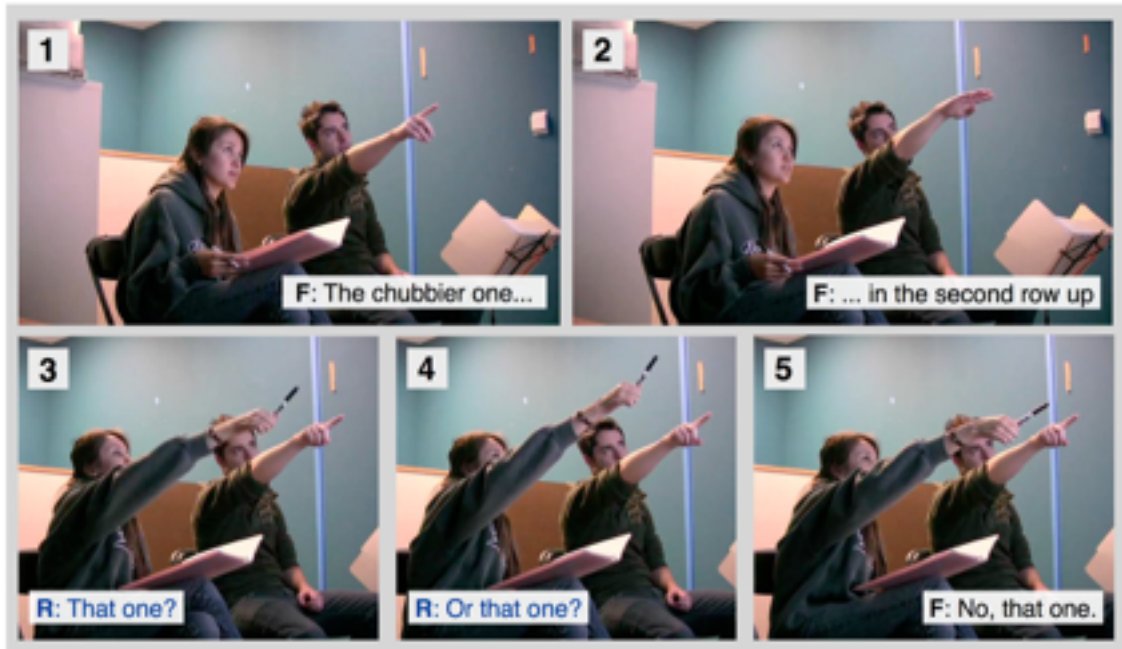 1
F: The chubbier one...
2
F: ... in the second row up
3
R: That one?
4
R: Or that one?
5
F: No, that one.